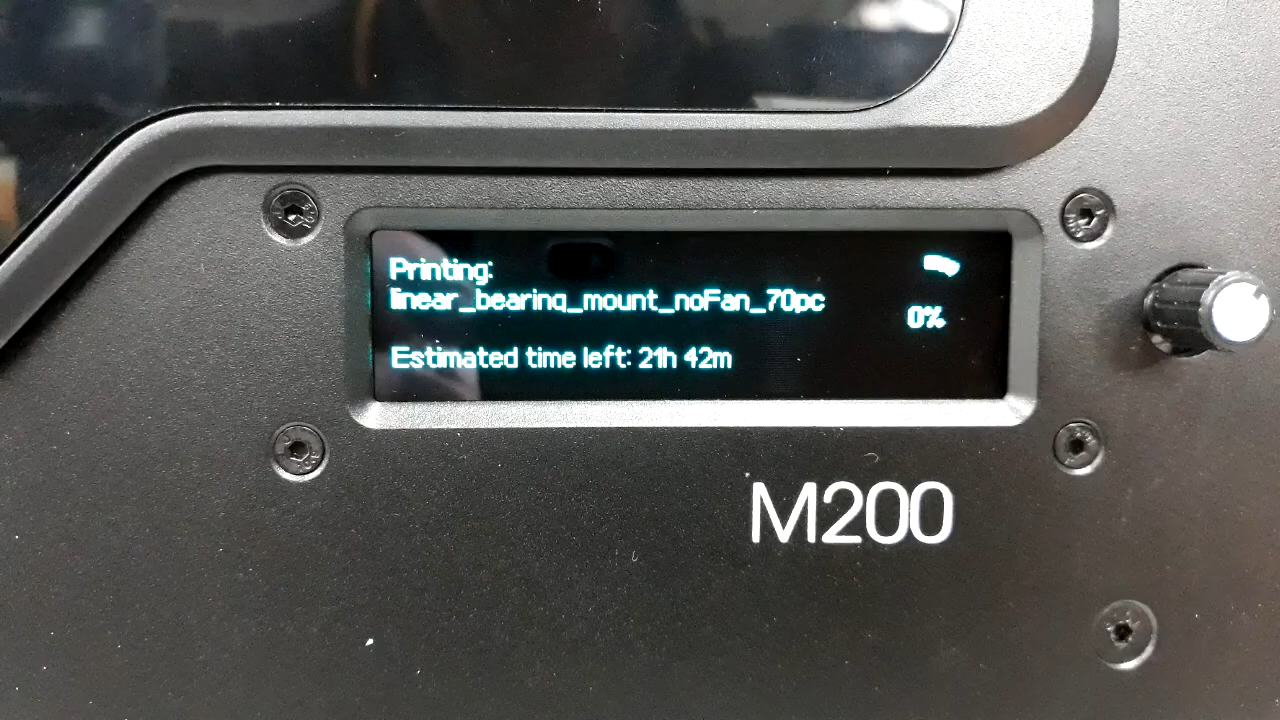 Printing:
linear_bearing_mount_noFan_70pc
0%
Estimated time left: 21h 42m
M200